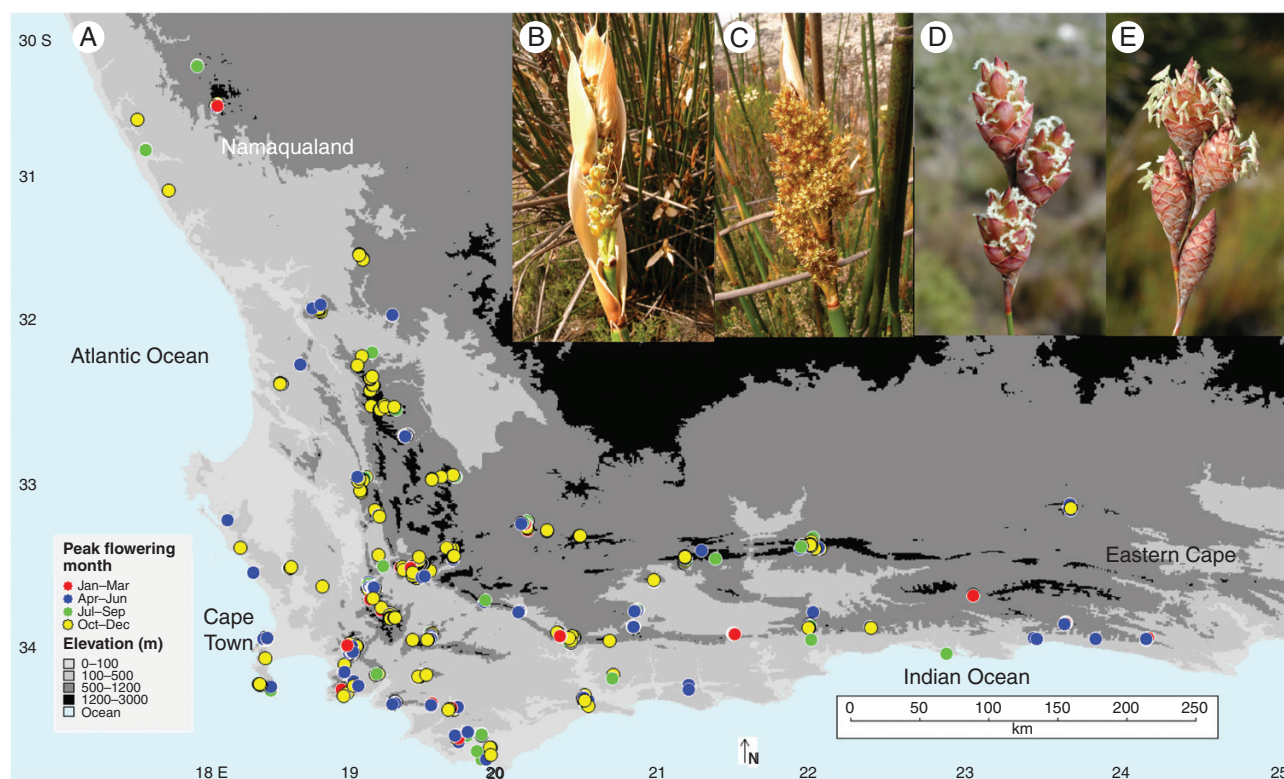 A
B
C
D
E
30 S
31
32
33
34
Namaqualand
Atlantic Ocean
Eastern Cape
Cape
Town
Indian Ocean
Peak flowering
month
Jan–Mar
Apr–Jun
Jul–Sep
Oct–Dec
Elevation (m)
0–100
100–500
500–1200
1200–3000
Ocean
0 50 100 150 200 250
km
N
18 E 19 20 21 22 23 24 25